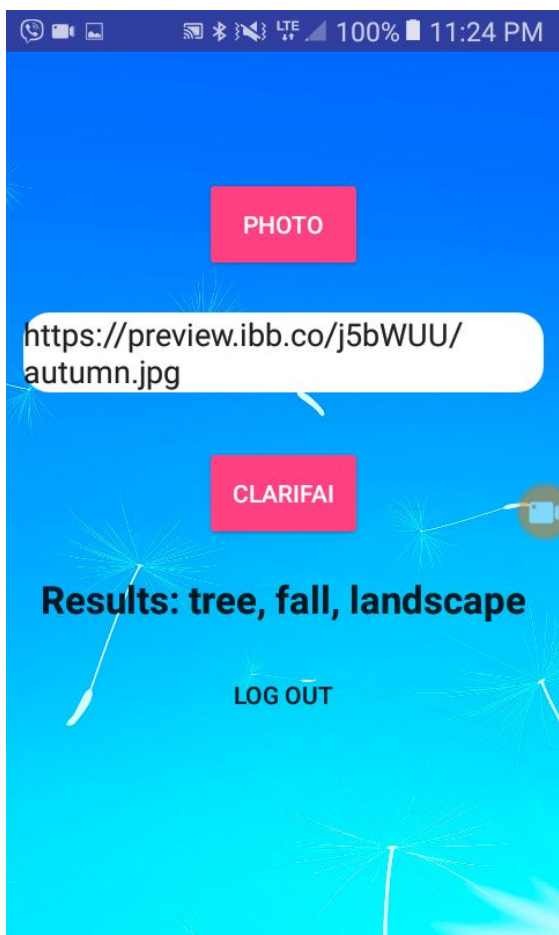 LTE 100% 11:24 PM
PHOTO
https://preview.ibb.co/j5bWUU/
autumn.jpg
CLARIFAI
Results: tree, fall, landscape
LOG OUT